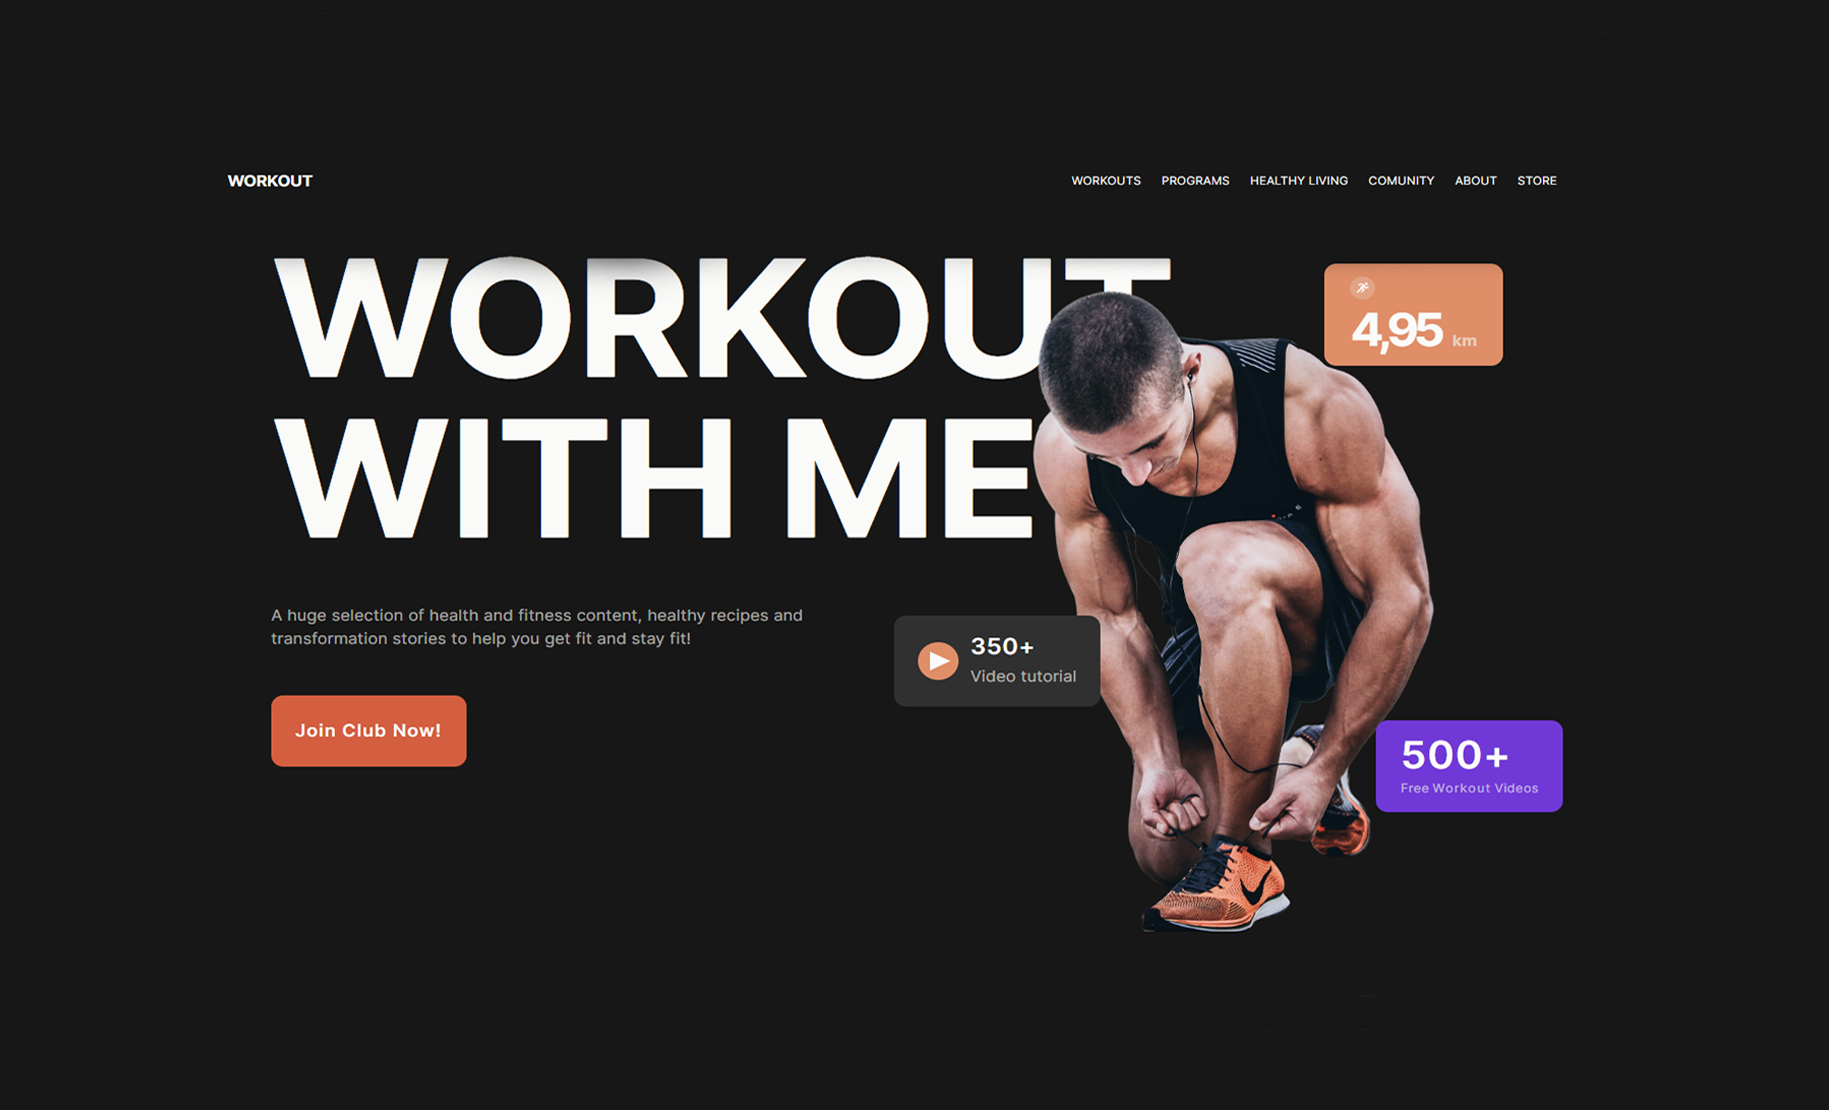 WORKOUT
WORKOUTS PROGRAMS HEALTHY LIVING COMUNITY ABOUT STORE
WORKOUT
WITH ME
4,95 km
A huge selection of health and fitness content, healthy recipes and
transformation stories to help you get fit and stay fit!
350+
Video tutorial
Join Club Now!
500+
Free Workout Videos